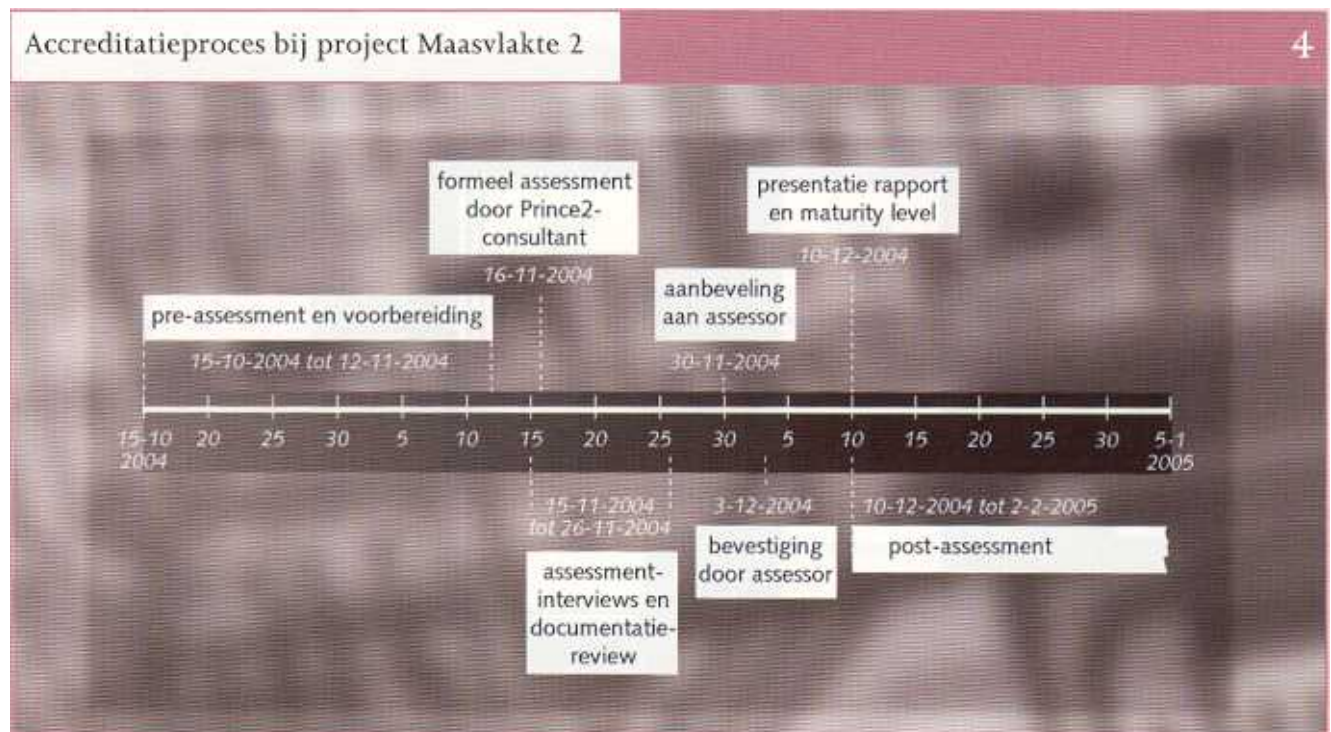 Accreditatieproces bij project Maasvlakte 2
4
formeel assessment
door Prince2-
consultant
16-11-2004
presentatie rapport
en maturity level
10-12-2004
aanbeveling
aan assessor
30-11-2004
pre-assessment en voorbereiding
15-10-2004 tot 12-11-2004
15-10 20 25 30 5 10 15 20 25 30 5 10 15 20 25 30 5-1
2004 2005
15-11-2004
tot 26-11-2004
assessment-
interviews en
documentatie-
review
3-12-2004
bevestiging
door assessor
10-12-2004 tot 2-2-2005
post-assessment